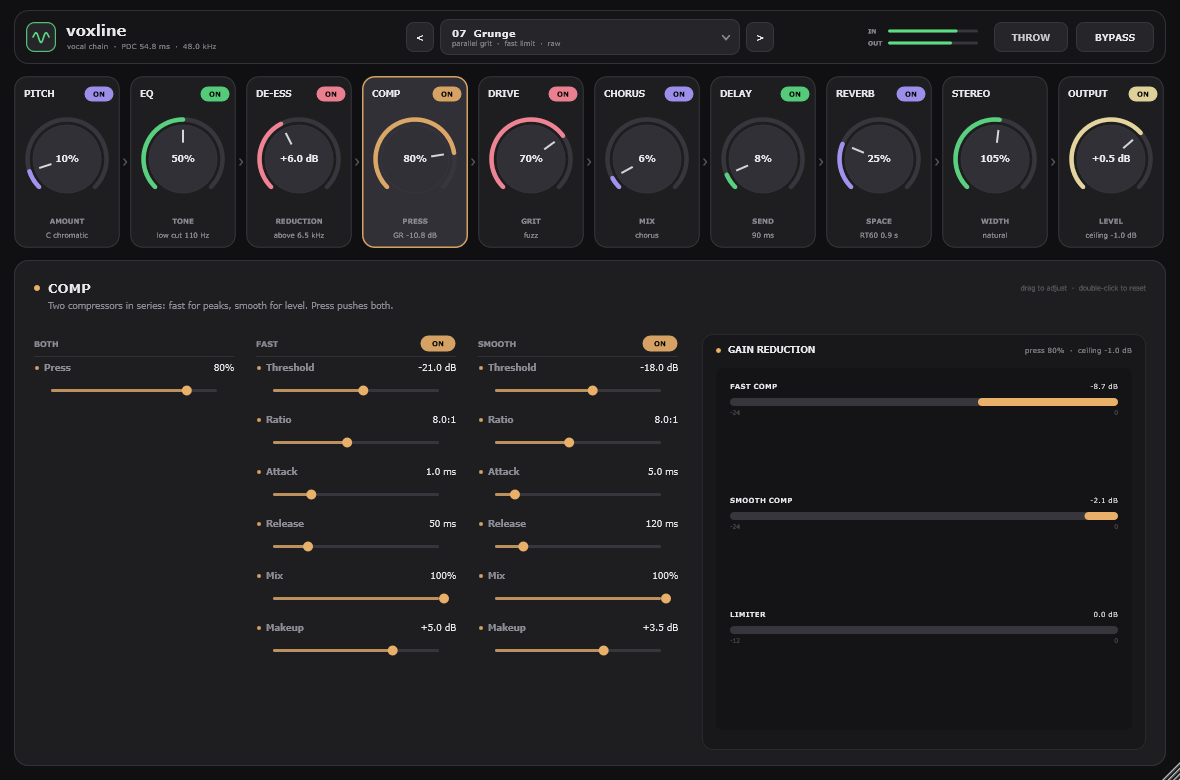 voxline
vocal chain · PDC 54.8 ms · 48.0 kHz
<
07 Grunge
parallel grit · fast limit · raw
>
IN
OUT
THROW
BYPASS
PITCH ON
10%
AMOUNT
C chromatic
EQ ON
50%
TONE
low cut 110 Hz
DE-ESS ON
+6.0 dB
REDUCTION
above 6.5 kHz
COMP ON
80%
PRESS
GR -10.8 dB
DRIVE ON
70%
GRIT
fuzz
CHORUS ON
6%
MIX
chorus
DELAY ON
8%
SEND
90 ms
REVERB ON
25%
SPACE
RT60 0.9 s
STEREO
105%
WIDTH
natural
OUTPUT ON
+0.5 dB
LEVEL
ceiling -1.0 dB
COMP
Two compressors in series: fast for peaks, smooth for level. Press pushes both.
drag to adjust · double-click to reset
BOTH
Press 80%
FAST ON
Threshold -21.0 dB
Ratio 8.0:1
Attack 1.0 ms
Release 50 ms
Mix 100%
Makeup +5.0 dB
SMOOTH ON
Threshold -18.0 dB
Ratio 8.0:1
Attack 5.0 ms
Release 120 ms
Mix 100%
Makeup +3.5 dB
GAIN REDUCTION press 80% · ceiling -1.0 dB
FAST COMP -8.7 dB
-24 0
SMOOTH COMP -2.1 dB
-24 0
LIMITER 0.0 dB
-12 0